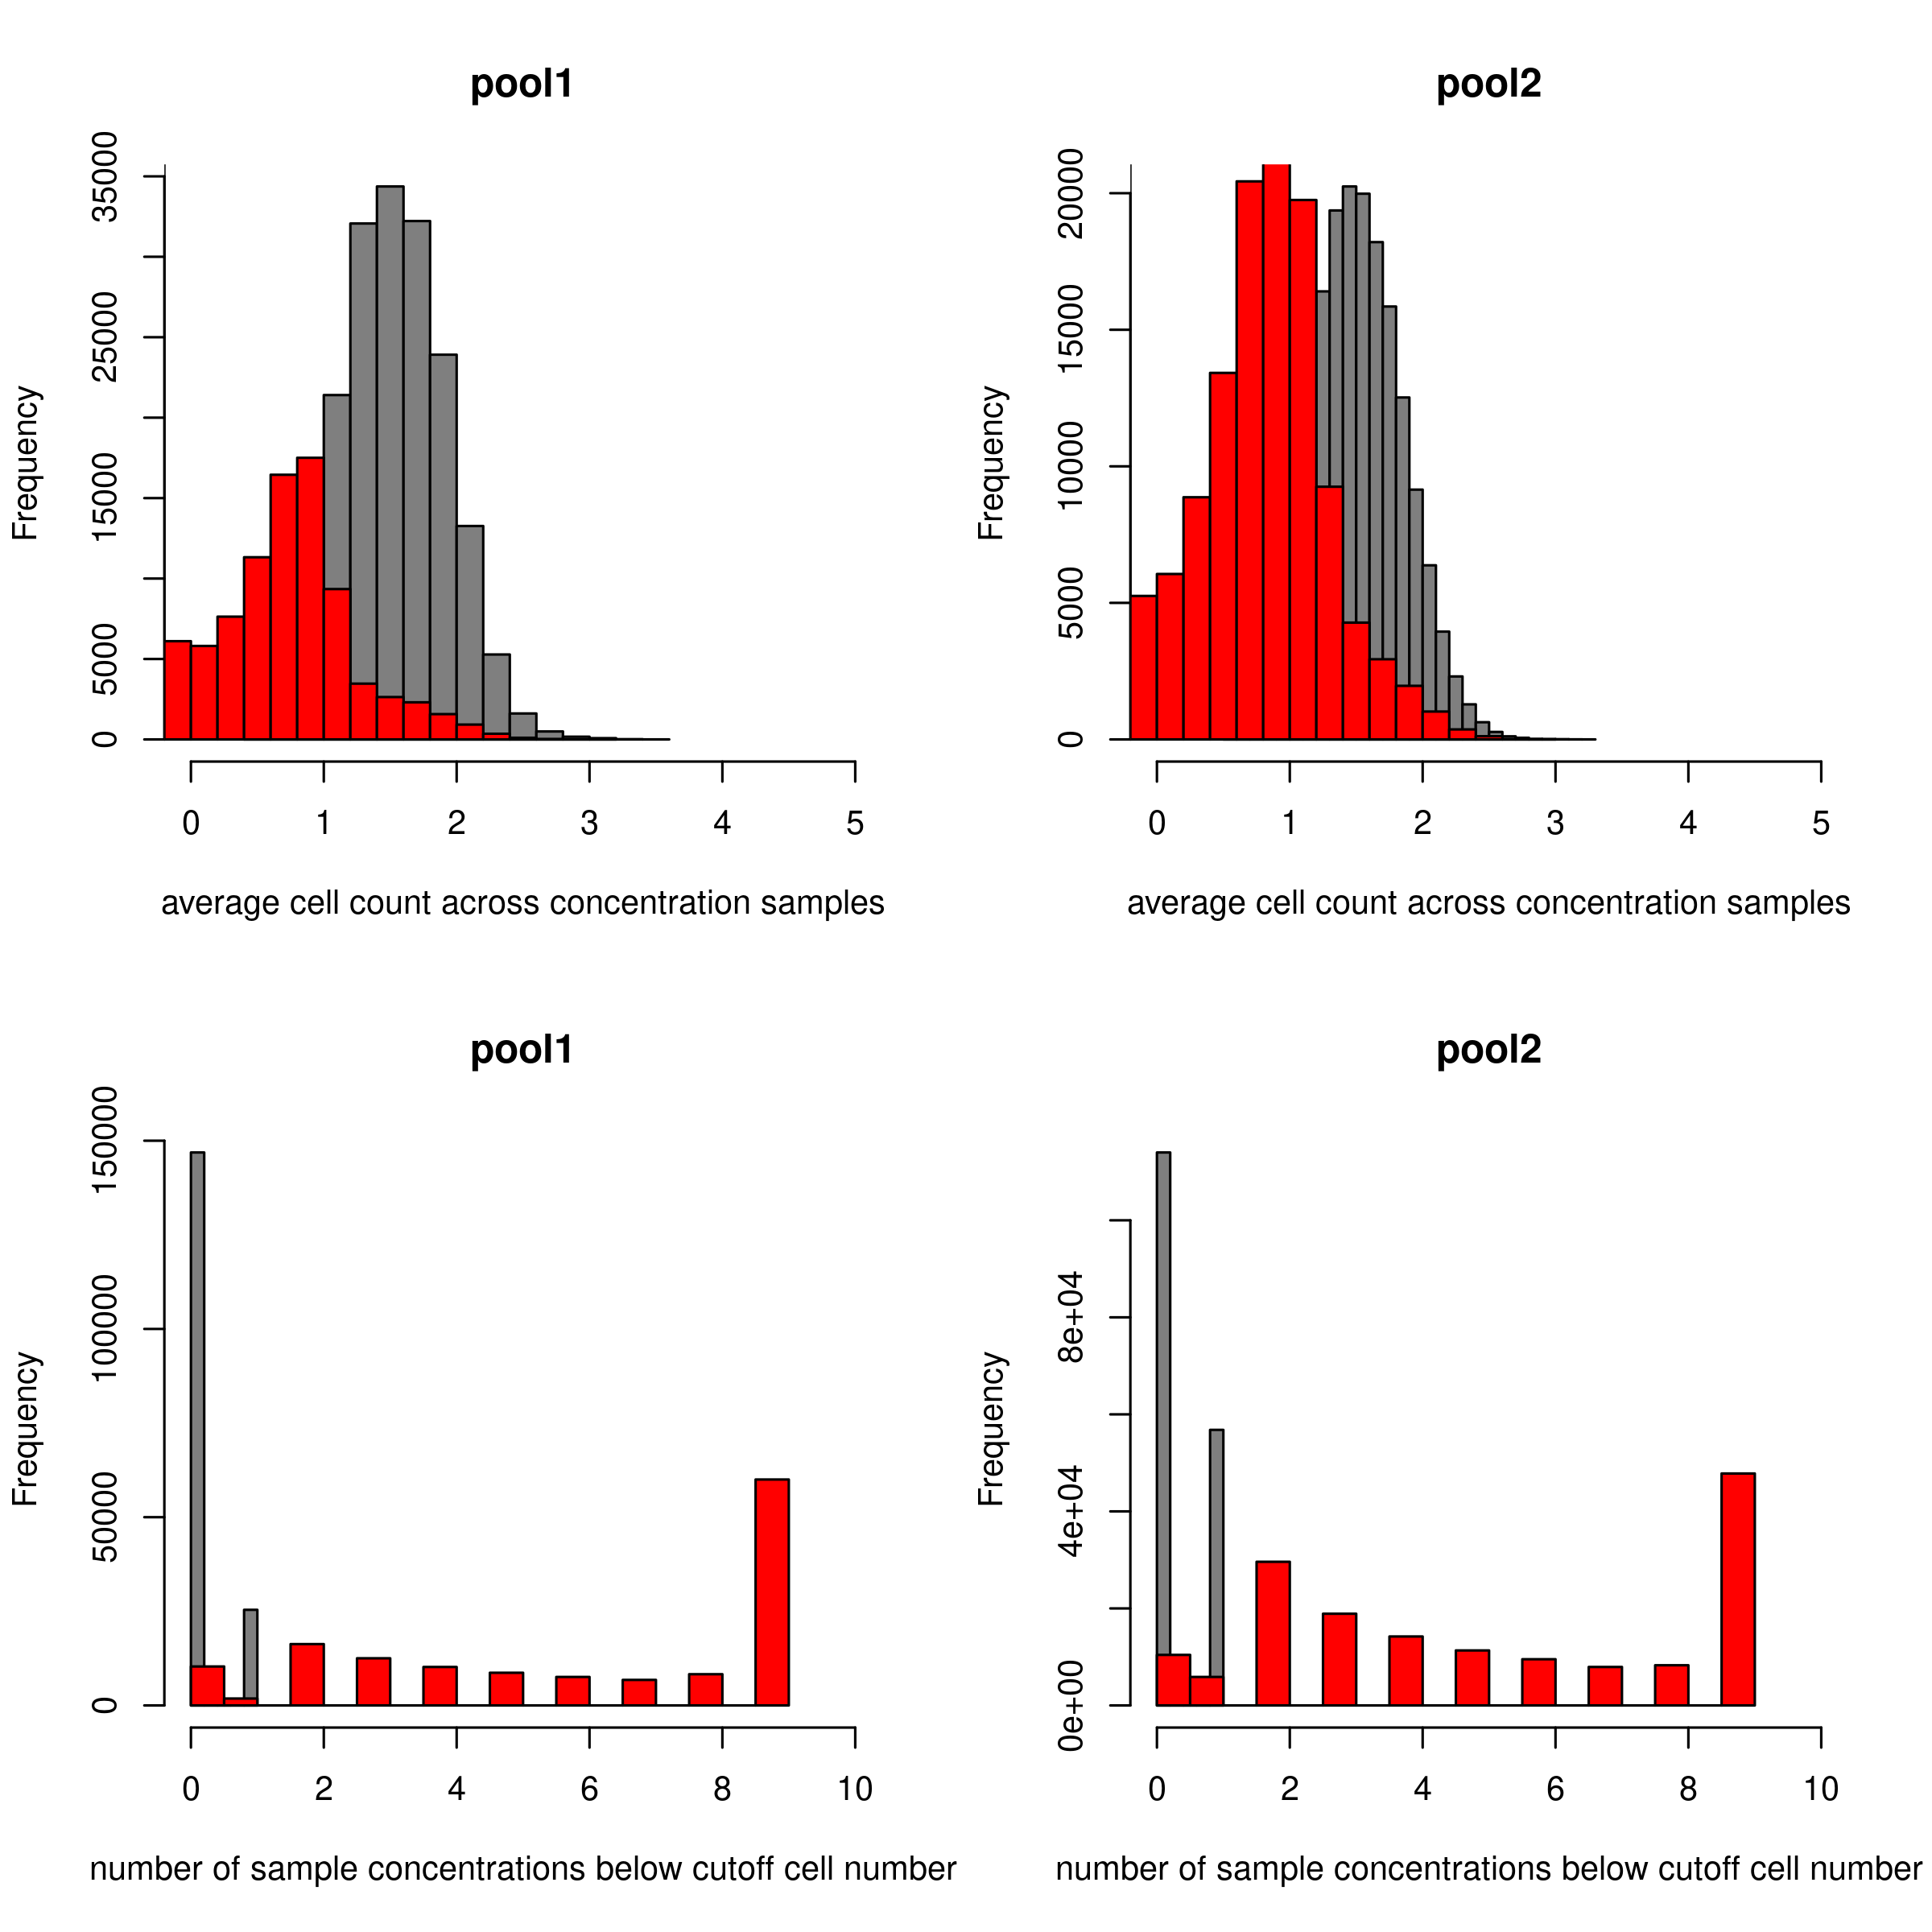 pool1
Frequency
0
5000
15000
25000
35000
0 1 2 3 4 5
average cell count across concentration samples
pool2
Frequency
0
5000
10000
15000
20000
0 1 2 3 4 5
average cell count across concentration samples
pool1
Frequency
0
50000
100000
150000
0 2 4 6 8 10
number of sample concentrations below cutoff cell number
pool2
Frequency
0e+00
4e+04
8e+04
0 2 4 6 8 10
number of sample concentrations below cutoff cell number